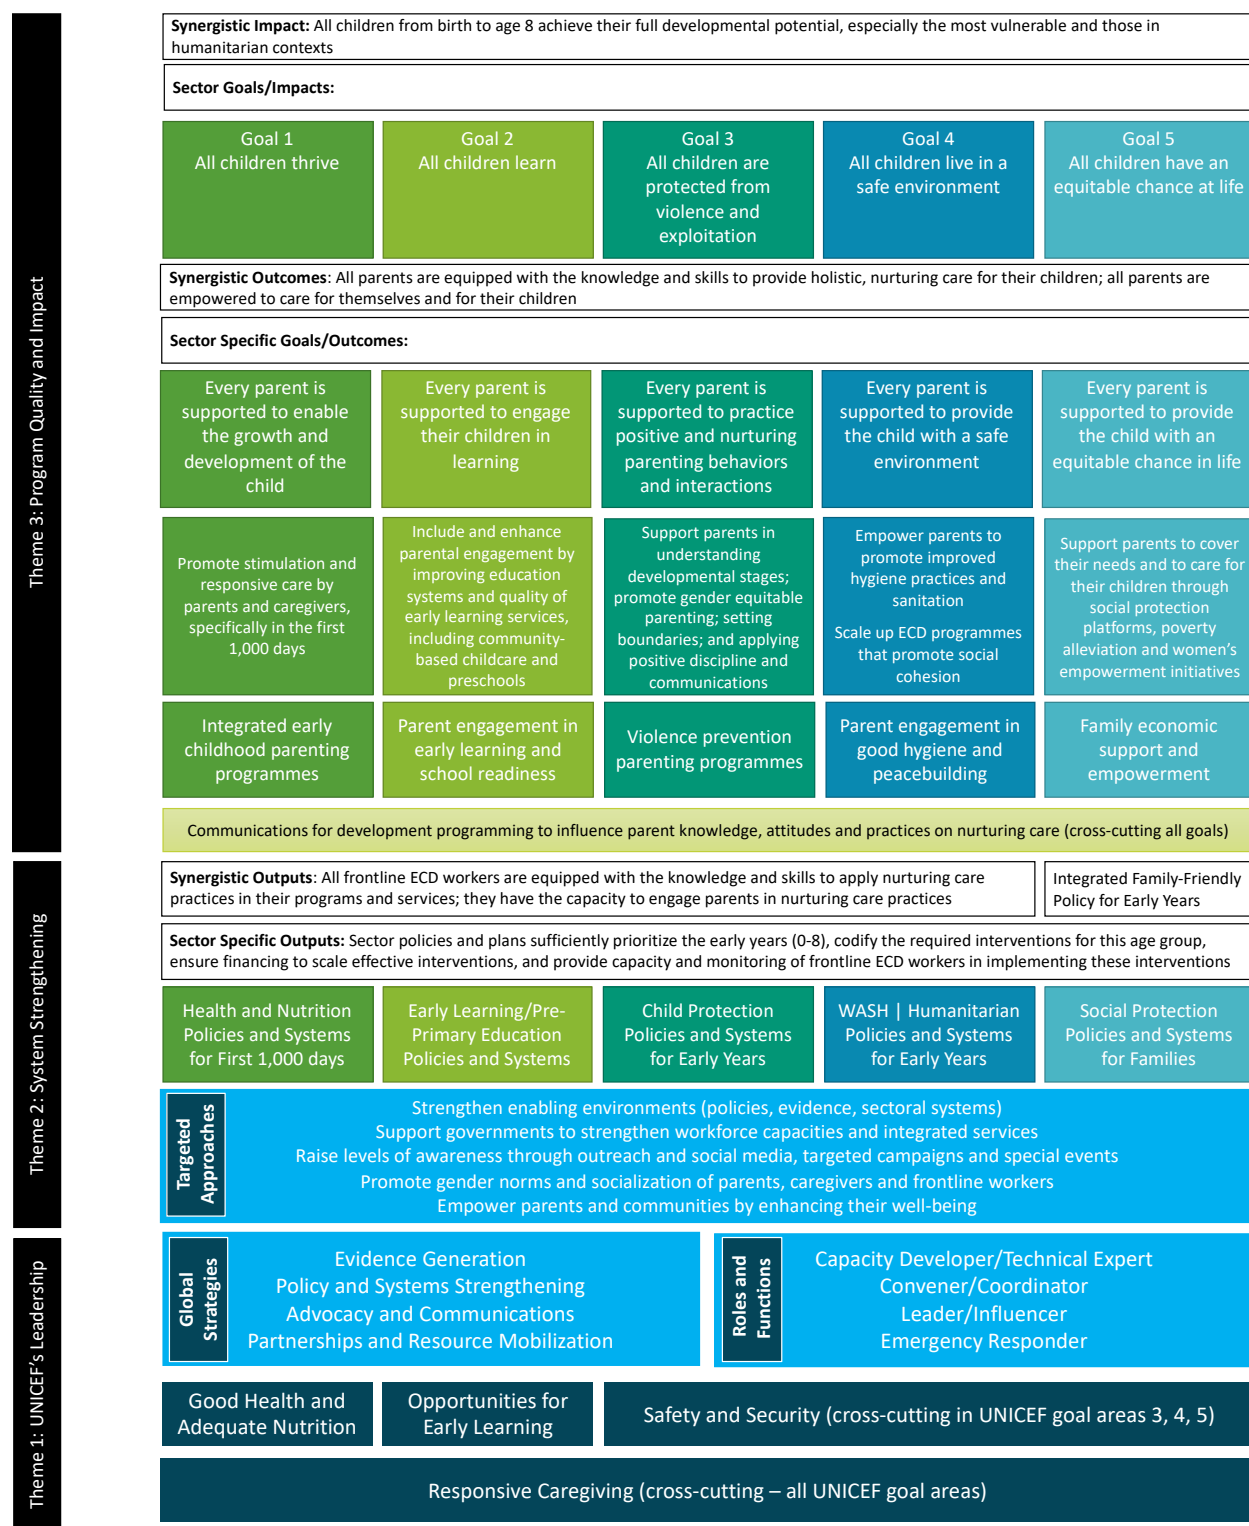 Synergistic Impact: All children from birth to age 8 achieve their full developmental potential, especially the most vulnerable and those in
humanitarian contexts
Sector Goals/Impacts:
Goal 1
All children thrive
Goal 2
All children learn
Goal 3
All children are
protected from
violence and
exploitation
Goal 4
All children live in a
safe environment
Goal 5
All children have an
equitable chance at life
Synergistic Outcomes: All parents are equipped with the knowledge and skills to provide holistic, nurturing care for their children; all parents are
empowered to care for themselves and for their children
Sector Specific Goals/Outcomes:
Every parent is
supported to enable
the growth and
development of the
child
Every parent is
supported to engage
their children in
learning
Every parent is
supported to practice
positive and nurturing
parenting behaviors
and interactions
Every parent is
supported to provide
the child with a safe
environment
Every parent is
supported to provide
the child with an
equitable chance in life
Promote stimulation and
responsive care by
parents and caregivers,
specifically in the first
1,000 days
Include and enhance
parental engagement by
improving education
systems and quality of
early learning services,
including community-
based childcare and
preschools
Support parents in
understanding
developmental stages;
promote gender equitable
parenting; setting
boundaries; and applying
positive discipline and
communications
Empower parents to
promote improved
hygiene practices and
sanitation
Scale up ECD programmes
that promote social
cohesion
Support parents to cover
their needs and to care for
their children through
social protection
platforms, poverty
alleviation and women's
empowerment initiatives
Integrated early
childhood parenting
programmes
Parent engagement in
early learning and
school readiness
Violence prevention
parenting programmes
Parent engagement in
good hygiene and
peacebuilding
Family economic
support and
empowerment
Communications for development programming to influence parent knowledge, attitudes and practices on nurturing care (cross-cutting all goals)
Theme 3: Program Quality and Impact
Synergistic Outputs: All frontline ECD workers are equipped with the knowledge and skills to apply nurturing care
practices in their programs and services; they have the capacity to engage parents in nurturing care practices
Integrated Family-Friendly
Policy for Early Years
Sector Specific Outputs: Sector policies and plans sufficiently prioritize the early years (0-8), codify the required interventions for this age group,
ensure financing to scale effective interventions, and provide capacity and monitoring of frontline ECD workers in implementing these interventions
Health and Nutrition
Policies and Systems
for First 1,000 days
Early Learning/Pre-
Primary Education
Policies and Systems
Child Protection
Policies and Systems
for Early Years
WASH | Humanitarian
Policies and Systems
for Early Years
Social Protection
Policies and Systems
for Families
Targeted
Approaches
Strengthen enabling environments (policies, evidence, sectoral systems)
Support governments to strengthen workforce capacities and integrated services
Raise levels of awareness through outreach and social media, targeted campaigns and special events
Promote gender norms and socialization of parents, caregivers and frontline workers
Empower parents and communities by enhancing their well-being
Theme 2: System Strengthening
Global
Strategies
Evidence Generation
Policy and Systems Strengthening
Advocacy and Communications
Partnerships and Resource Mobilization
Roles and
Functions
Capacity Developer/Technical Expert
Convener/Coordinator
Leader/Influencer
Emergency Responder
Good Health and
Adequate Nutrition
Opportunities for
Early Learning
Safety and Security (cross-cutting in UNICEF goal areas 3, 4, 5)
Responsive Caregiving (cross-cutting – all UNICEF goal areas)
Theme 1: UNICEF's Leadership